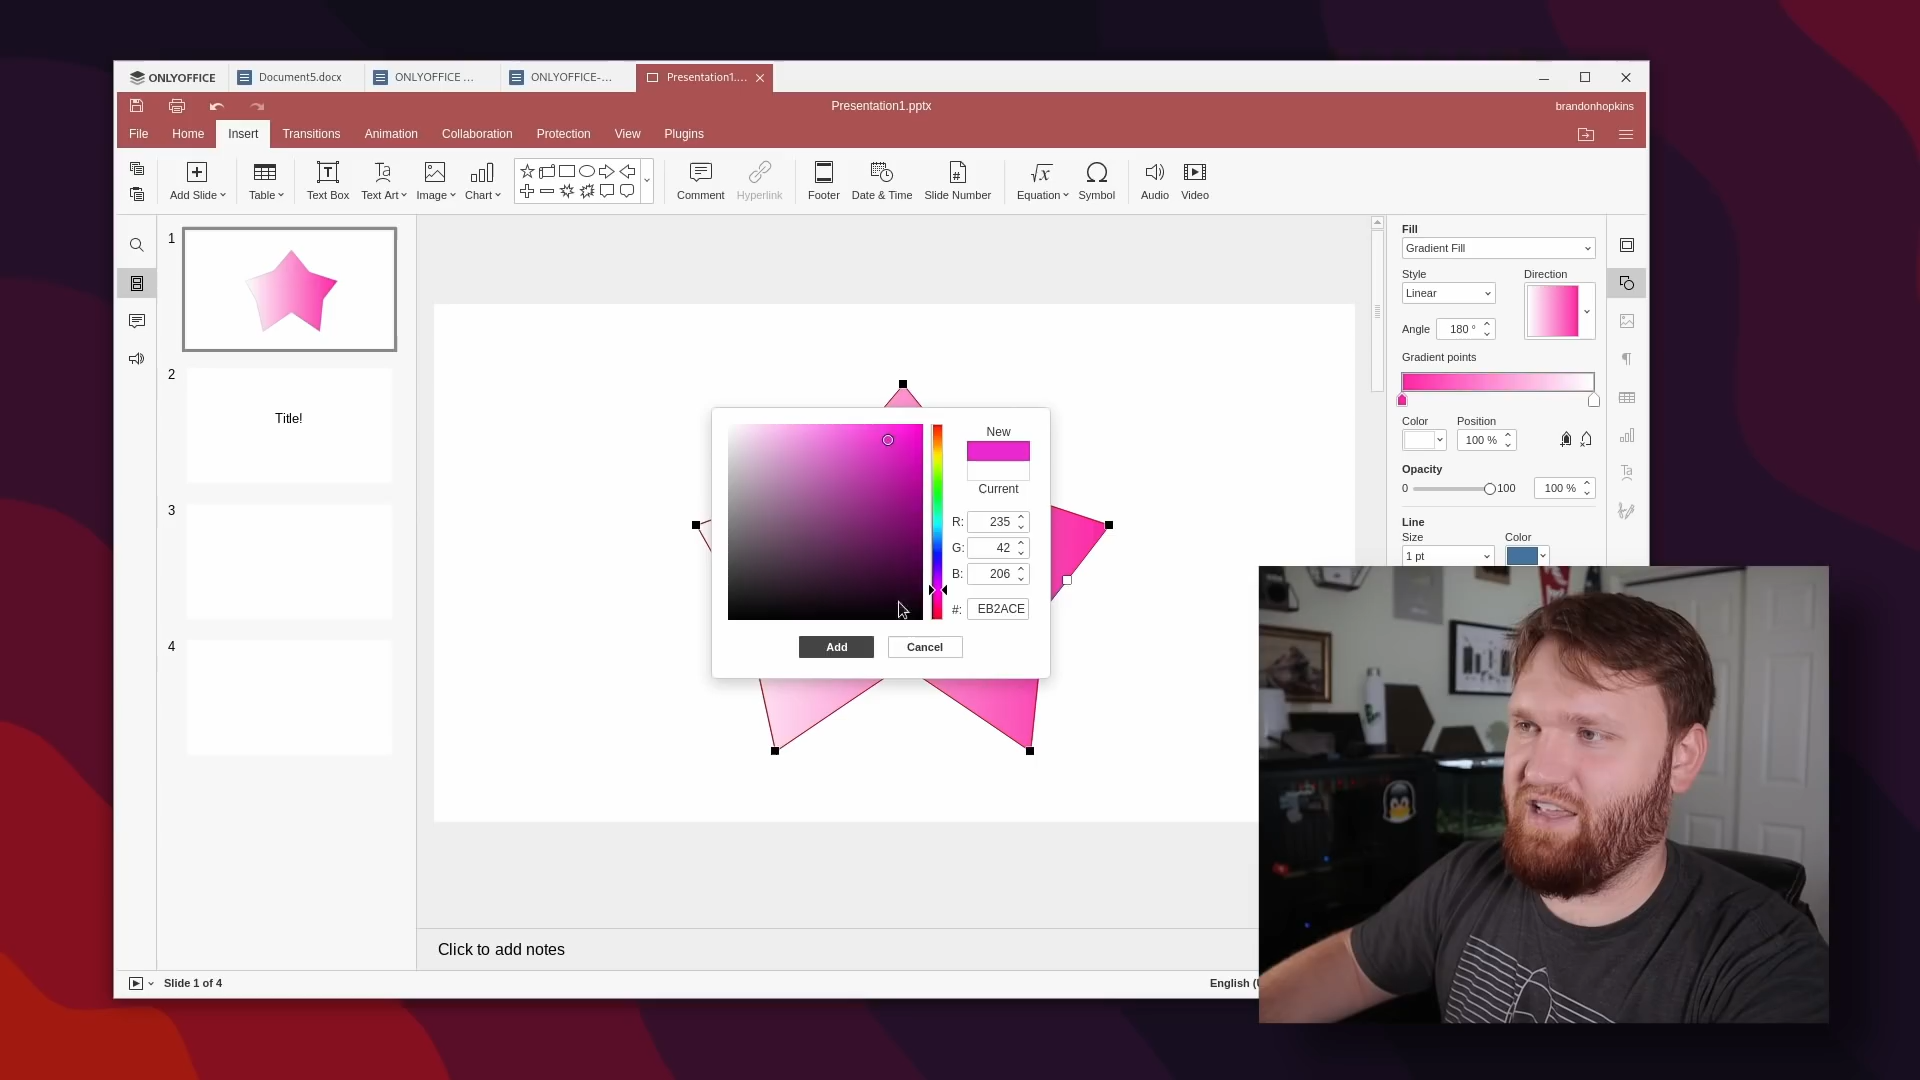 ONLYOFFICE Document5.docx ONLYOFFICE ... ONLYOFFICE-... Presentation1....
Presentation1.pptx brandonhopkins
File Home Insert Transitions Animation Collaboration Protection View Plugins
Add Slide Table Text Box Text Art Image Chart Comment Hyperlink Footer Date & Time Slide Number Equation Symbol Audio Video
1
2
Title!
3
4
New
Current
R: 235
G: 42
B: 206
#: EB2ACE
Add Cancel
Fill
Gradient Fill
Style Direction
Linear
Angle 180 °
Gradient points
Color Position
100 %
Opacity
0 100 100 %
Line
Size Color
1 pt
Click to add notes
Slide 1 of 4 English (